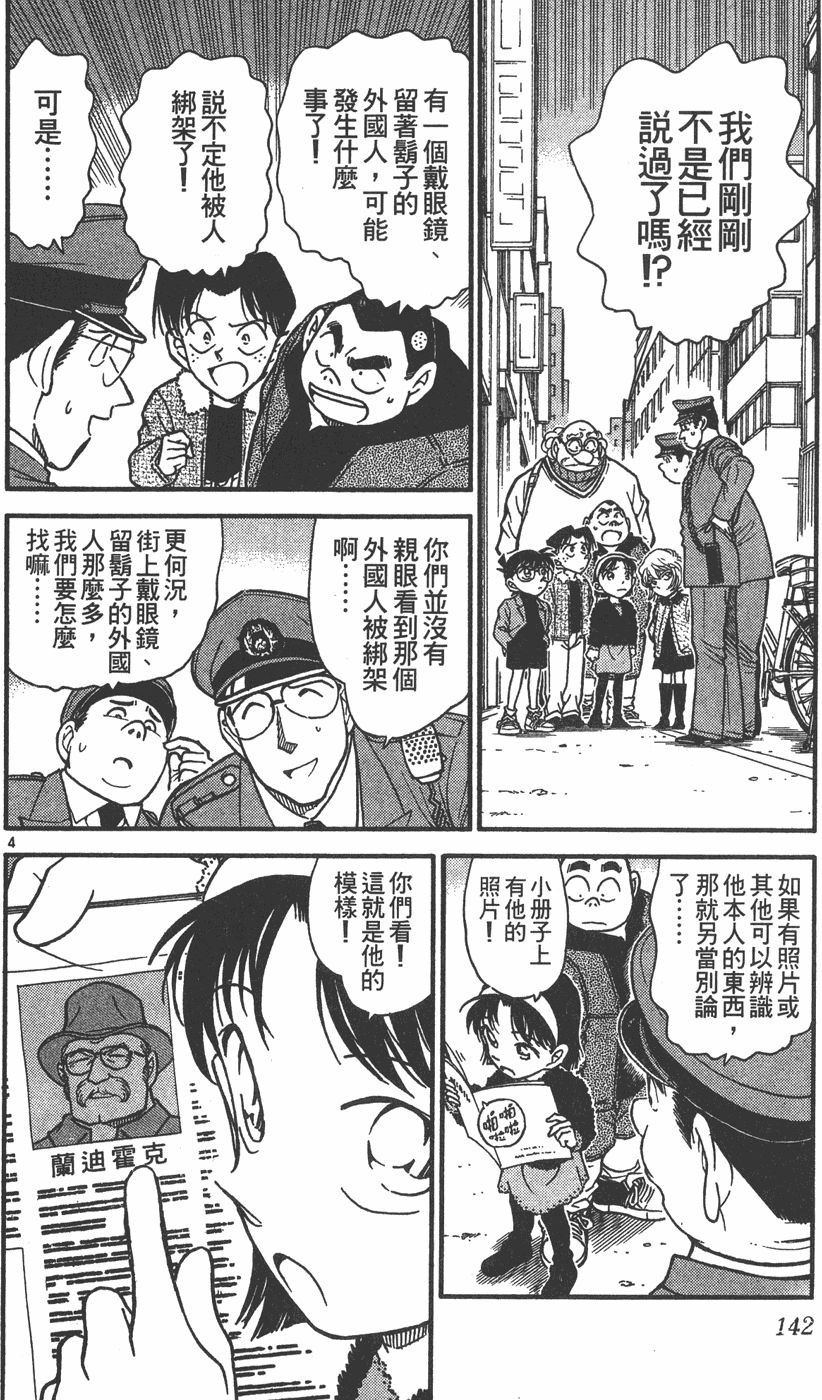 我們剛剛
不是已經
說過了嗎!?
有一個戴眼鏡、
留著鬍子的
外國人,可能
發生什麼
事了!
說不定他被人
綁架了!
可是……
你們並沒有
親眼看到那個
外國人被綁架
啊……
更何況,
街上戴眼鏡、
留鬍子的外國
人那麼多,
我們要怎麼
找嘛……
4
如果有照片或
其他可以辨識
他本人的東西,
那就另當別論
了……
小册子上
有他的
照片!
啪啪
啦啦
你們看!
這就是他的
模樣!
蘭迪霍克
142